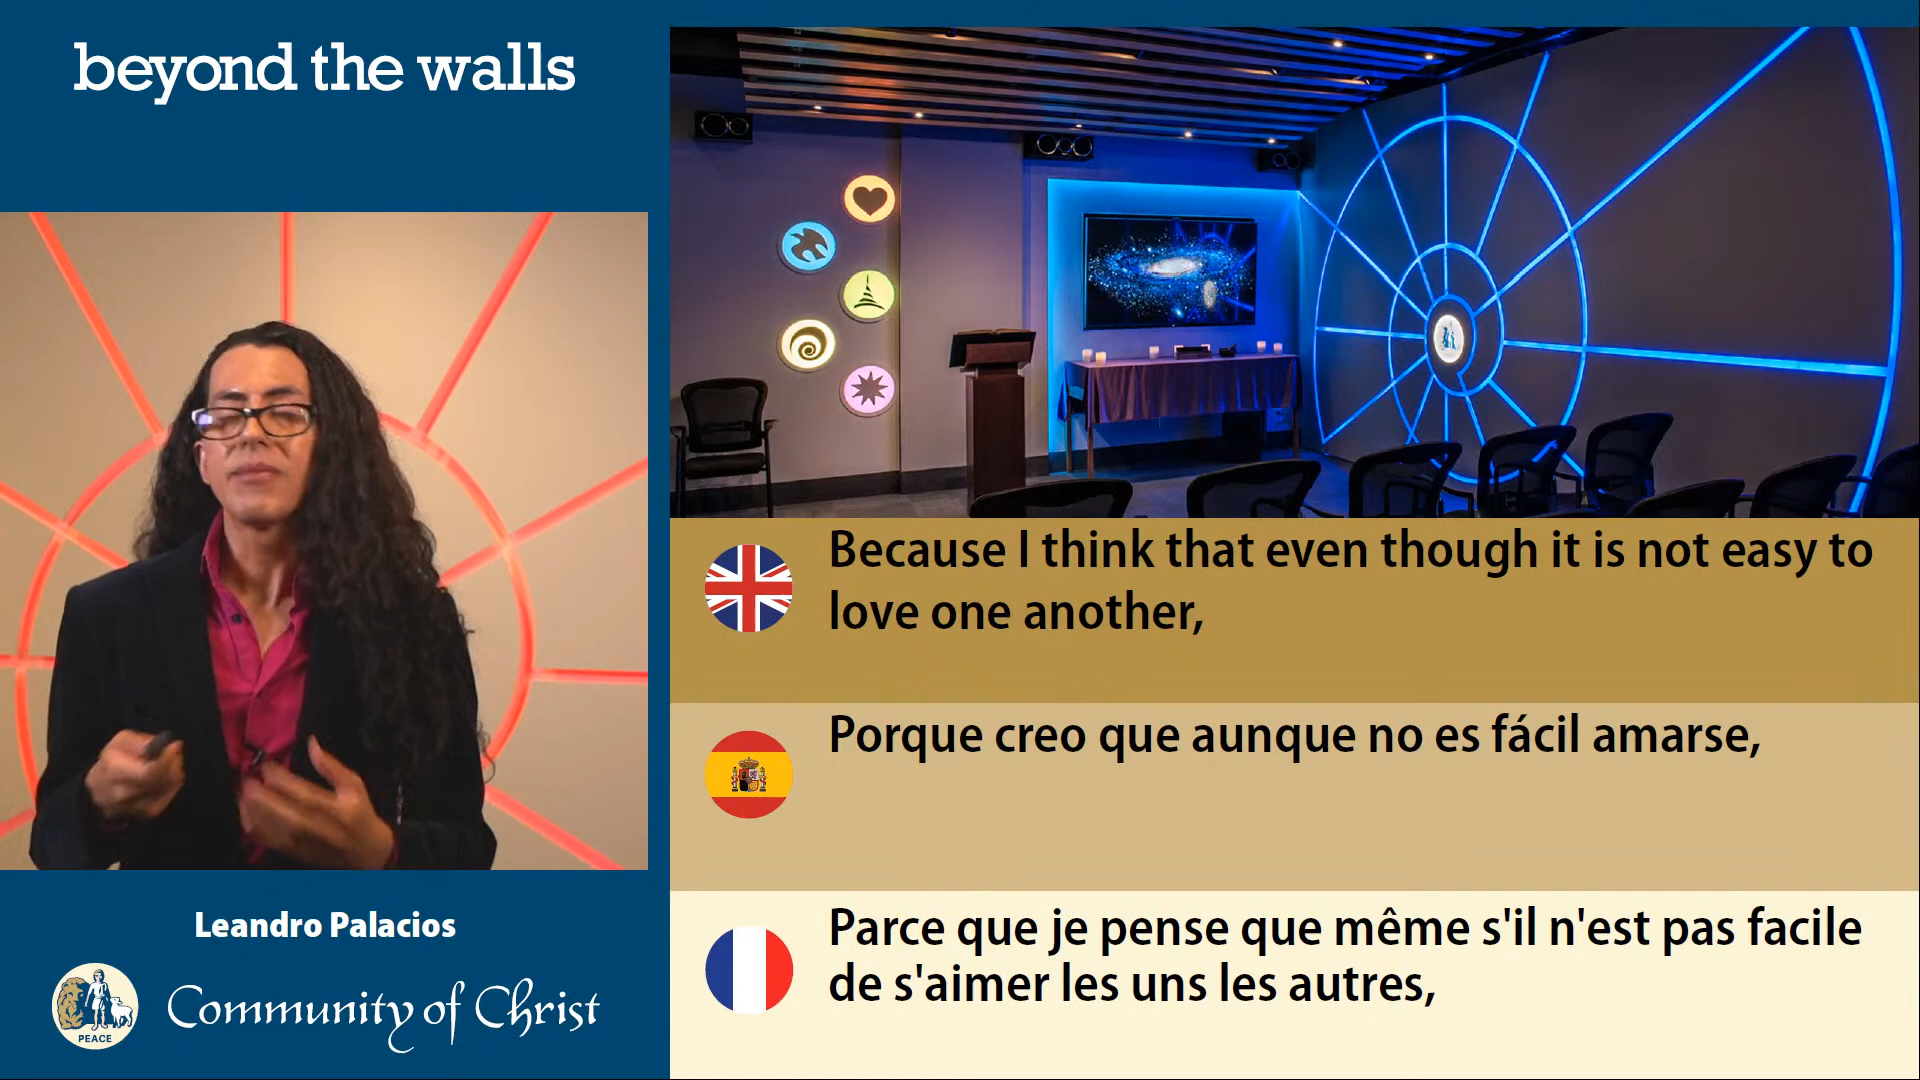 beyond the walls
Leandro Palacios
PEACE
Community of Christ
Because I think that even though it is not easy to
love one another,
Porque creo que aunque no es fácil amarse,
Parce que je pense que même s'il n'est pas facile
de s'aimer les uns les autres,